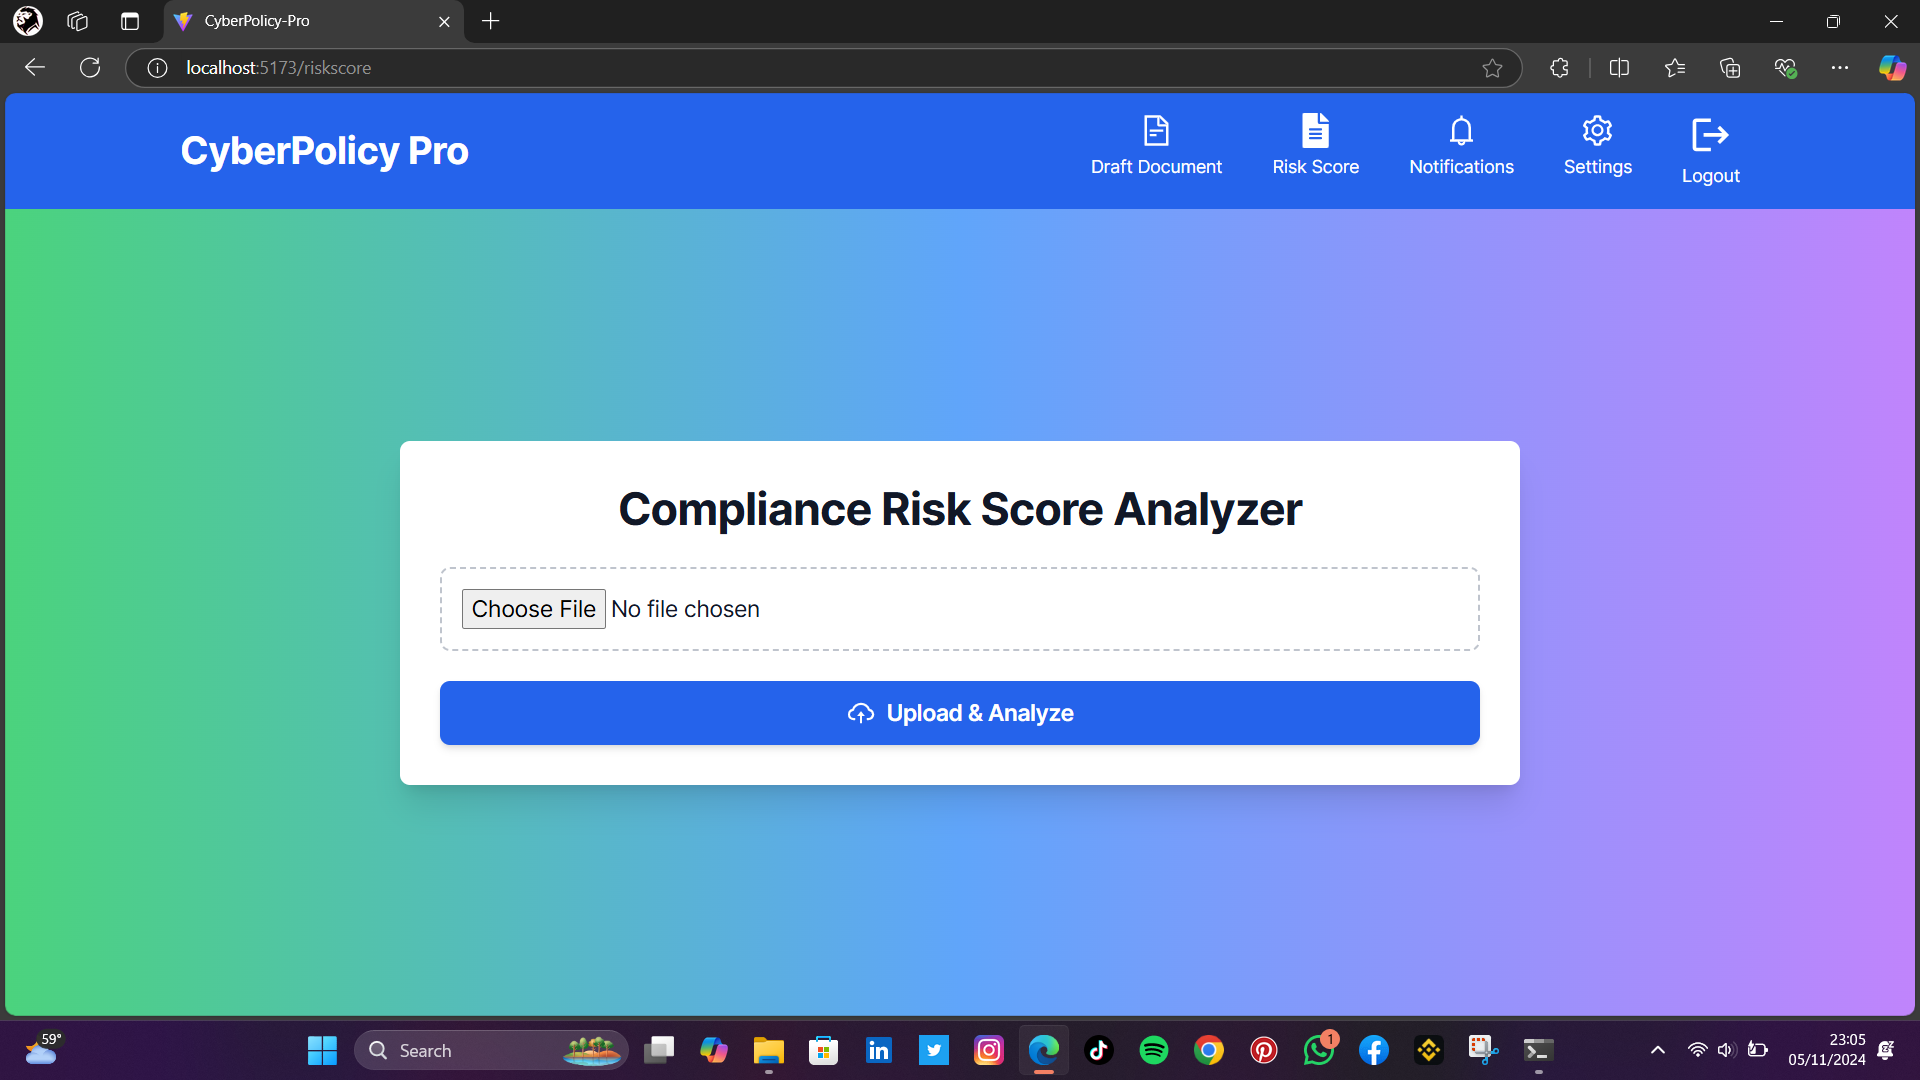 CyberPolicy-Pro
localhost:5173/riskscore
CyberPolicy Pro
Draft Document
Risk Score
Notifications
Settings
Logout
Compliance Risk Score Analyzer
Choose File No file chosen
Upload & Analyze
59°
Search
1
23:05
05/11/2024